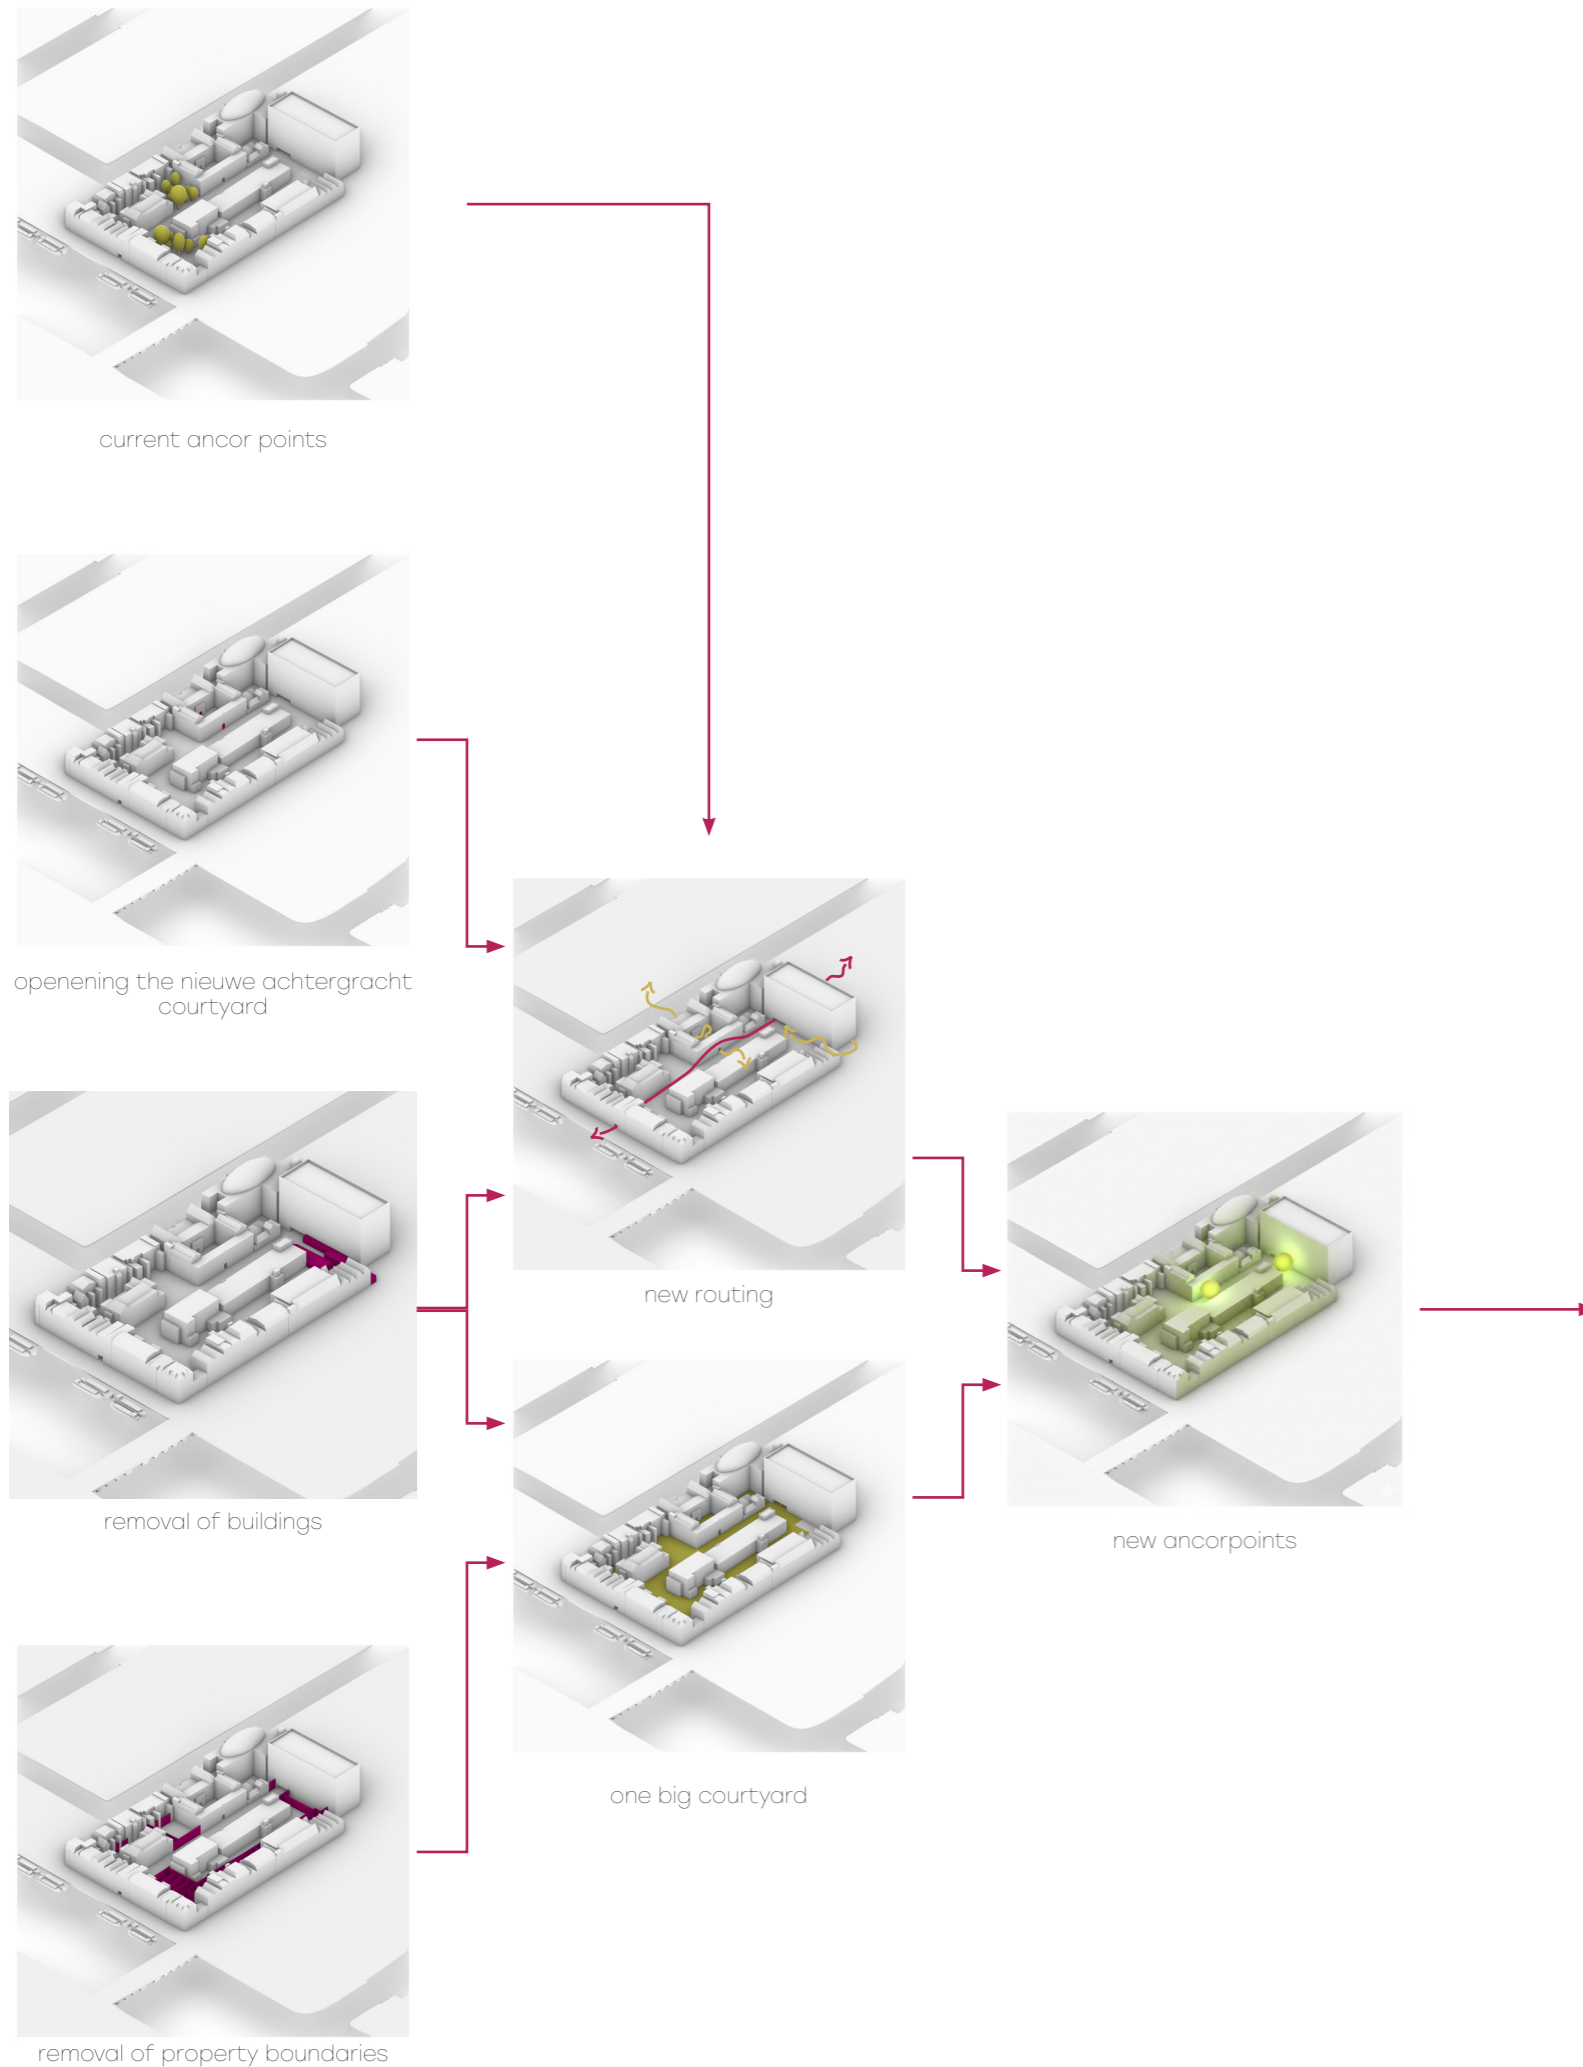 current ancor points
openening the nieuwe achtergracht
courtyard
new routing
removal of buildings
new ancorpoints
one big courtyard
removal of property boundaries